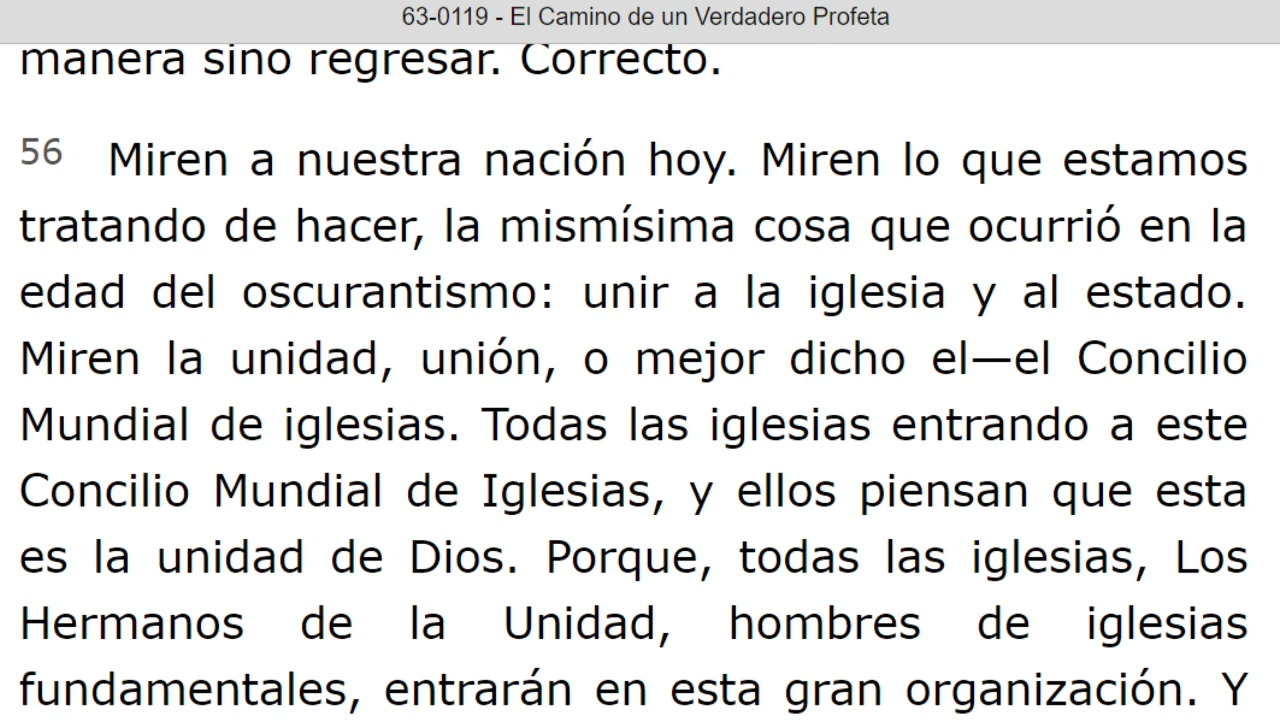 63-0119 - El Camino de un Verdadero Profeta
manera sino regresar. Correcto.
56 Miren a nuestra nación hoy. Miren lo que estamos
tratando de hacer, la mismísima cosa que ocurrió en la
edad del oscurantismo: unir a la iglesia y al estado.
Miren la unidad, unión, o mejor dicho el—el Concilio
Mundial de iglesias. Todas las iglesias entrando a este
Concilio Mundial de Iglesias, y ellos piensan que esta
es la unidad de Dios. Porque, todas las iglesias, Los
Hermanos de la Unidad, hombres de iglesias
fundamentales, entrarán en esta gran organización. Y